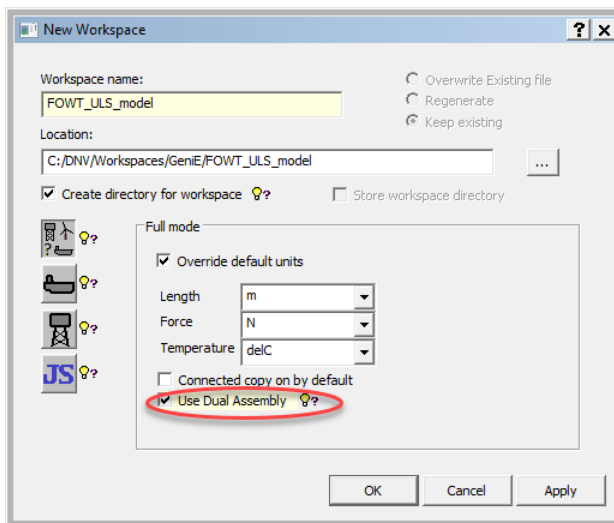 New Workspace
? X
Workspace name:
FOWT_ULS_model
Overwrite Existing file
Regenerate
Keep existing
Location:
C:/DNV/Workspaces/GeniE/FOWT_ULS_model
...
Create directory for workspace ?
Store workspace directory
?
?
?
?
JS ?
Full mode
Override default units
Length m
Force N
Temperature delC
Connected copy on by default
Use Dual Assembly ?
OK Cancel Apply